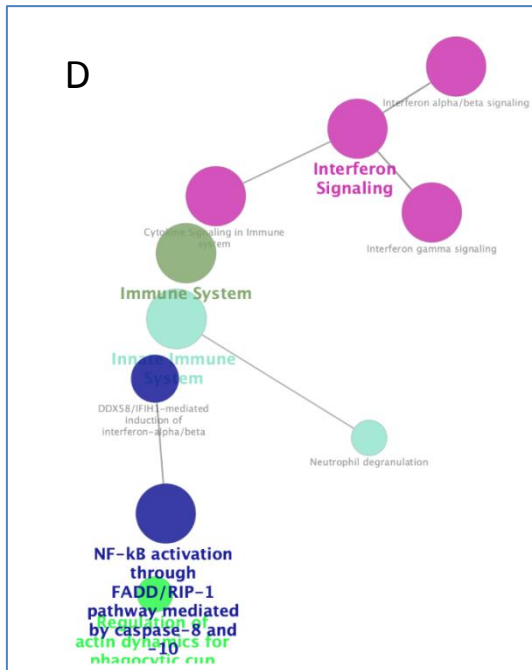 D
Interferon alpha/beta signaling
Interferon
Signaling
Interferon gamma signaling
Cytokine Signaling in Immune
system
Immune System
Innate Immune
System
DDX58/IFIH1-mediated
induction of
interferon-alpha/beta
Neutrophil degranulation
NF-kB activation
through
FADD/RIP-1
pathway mediated
by caspase-8 and
-10
Regulation of
actin dynamics for
phagocytic cup